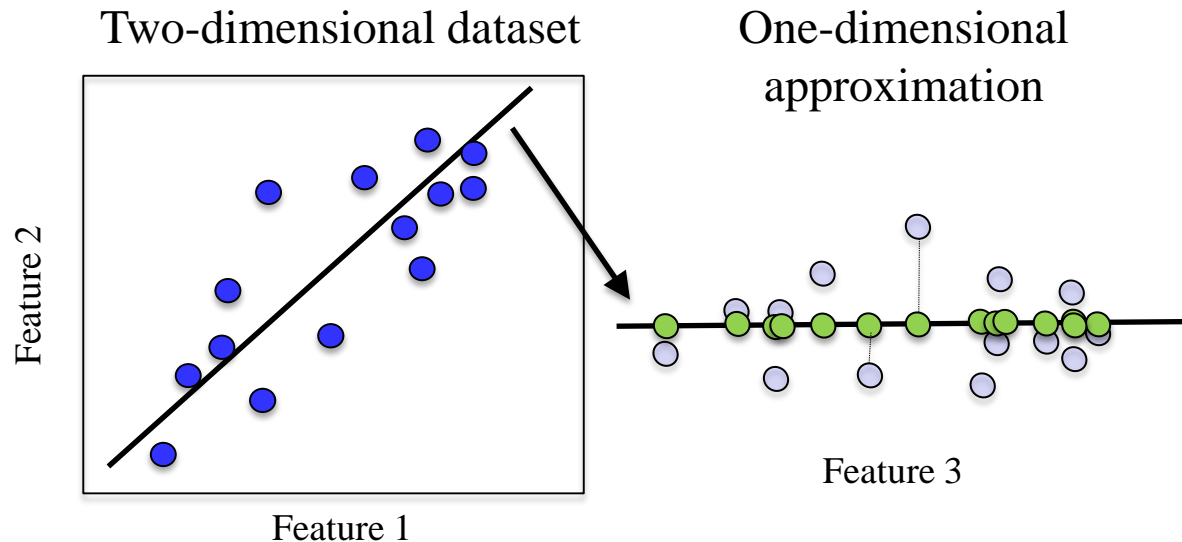 Two-dimensional dataset
One-dimensional
approximation
Feature 2
Feature 1
Feature 3